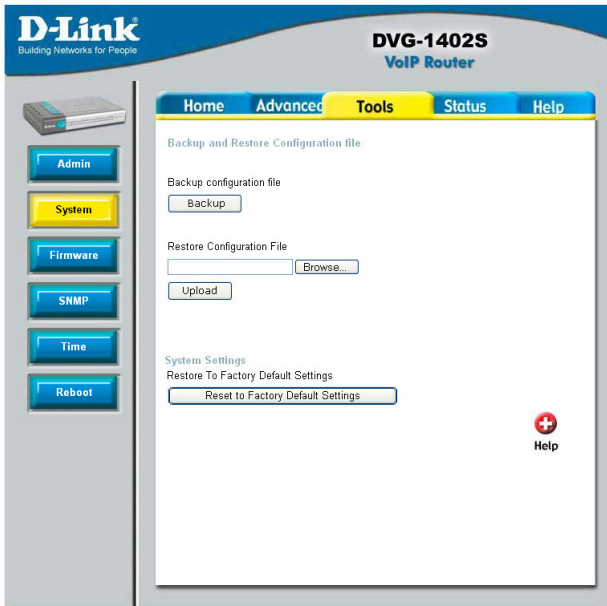 D-Link®
Building Networks for People
DVG-1402S
VoIP Router
Home Advanced Tools Status Help
Admin
System
Firmware
SNMP
Time
Reboot
Backup and Restore Configuration file
Backup configuration file
Backup
Restore Configuration File
Browse...
Upload
System Settings
Restore To Factory Default Settings
Reset to Factory Default Settings
Help